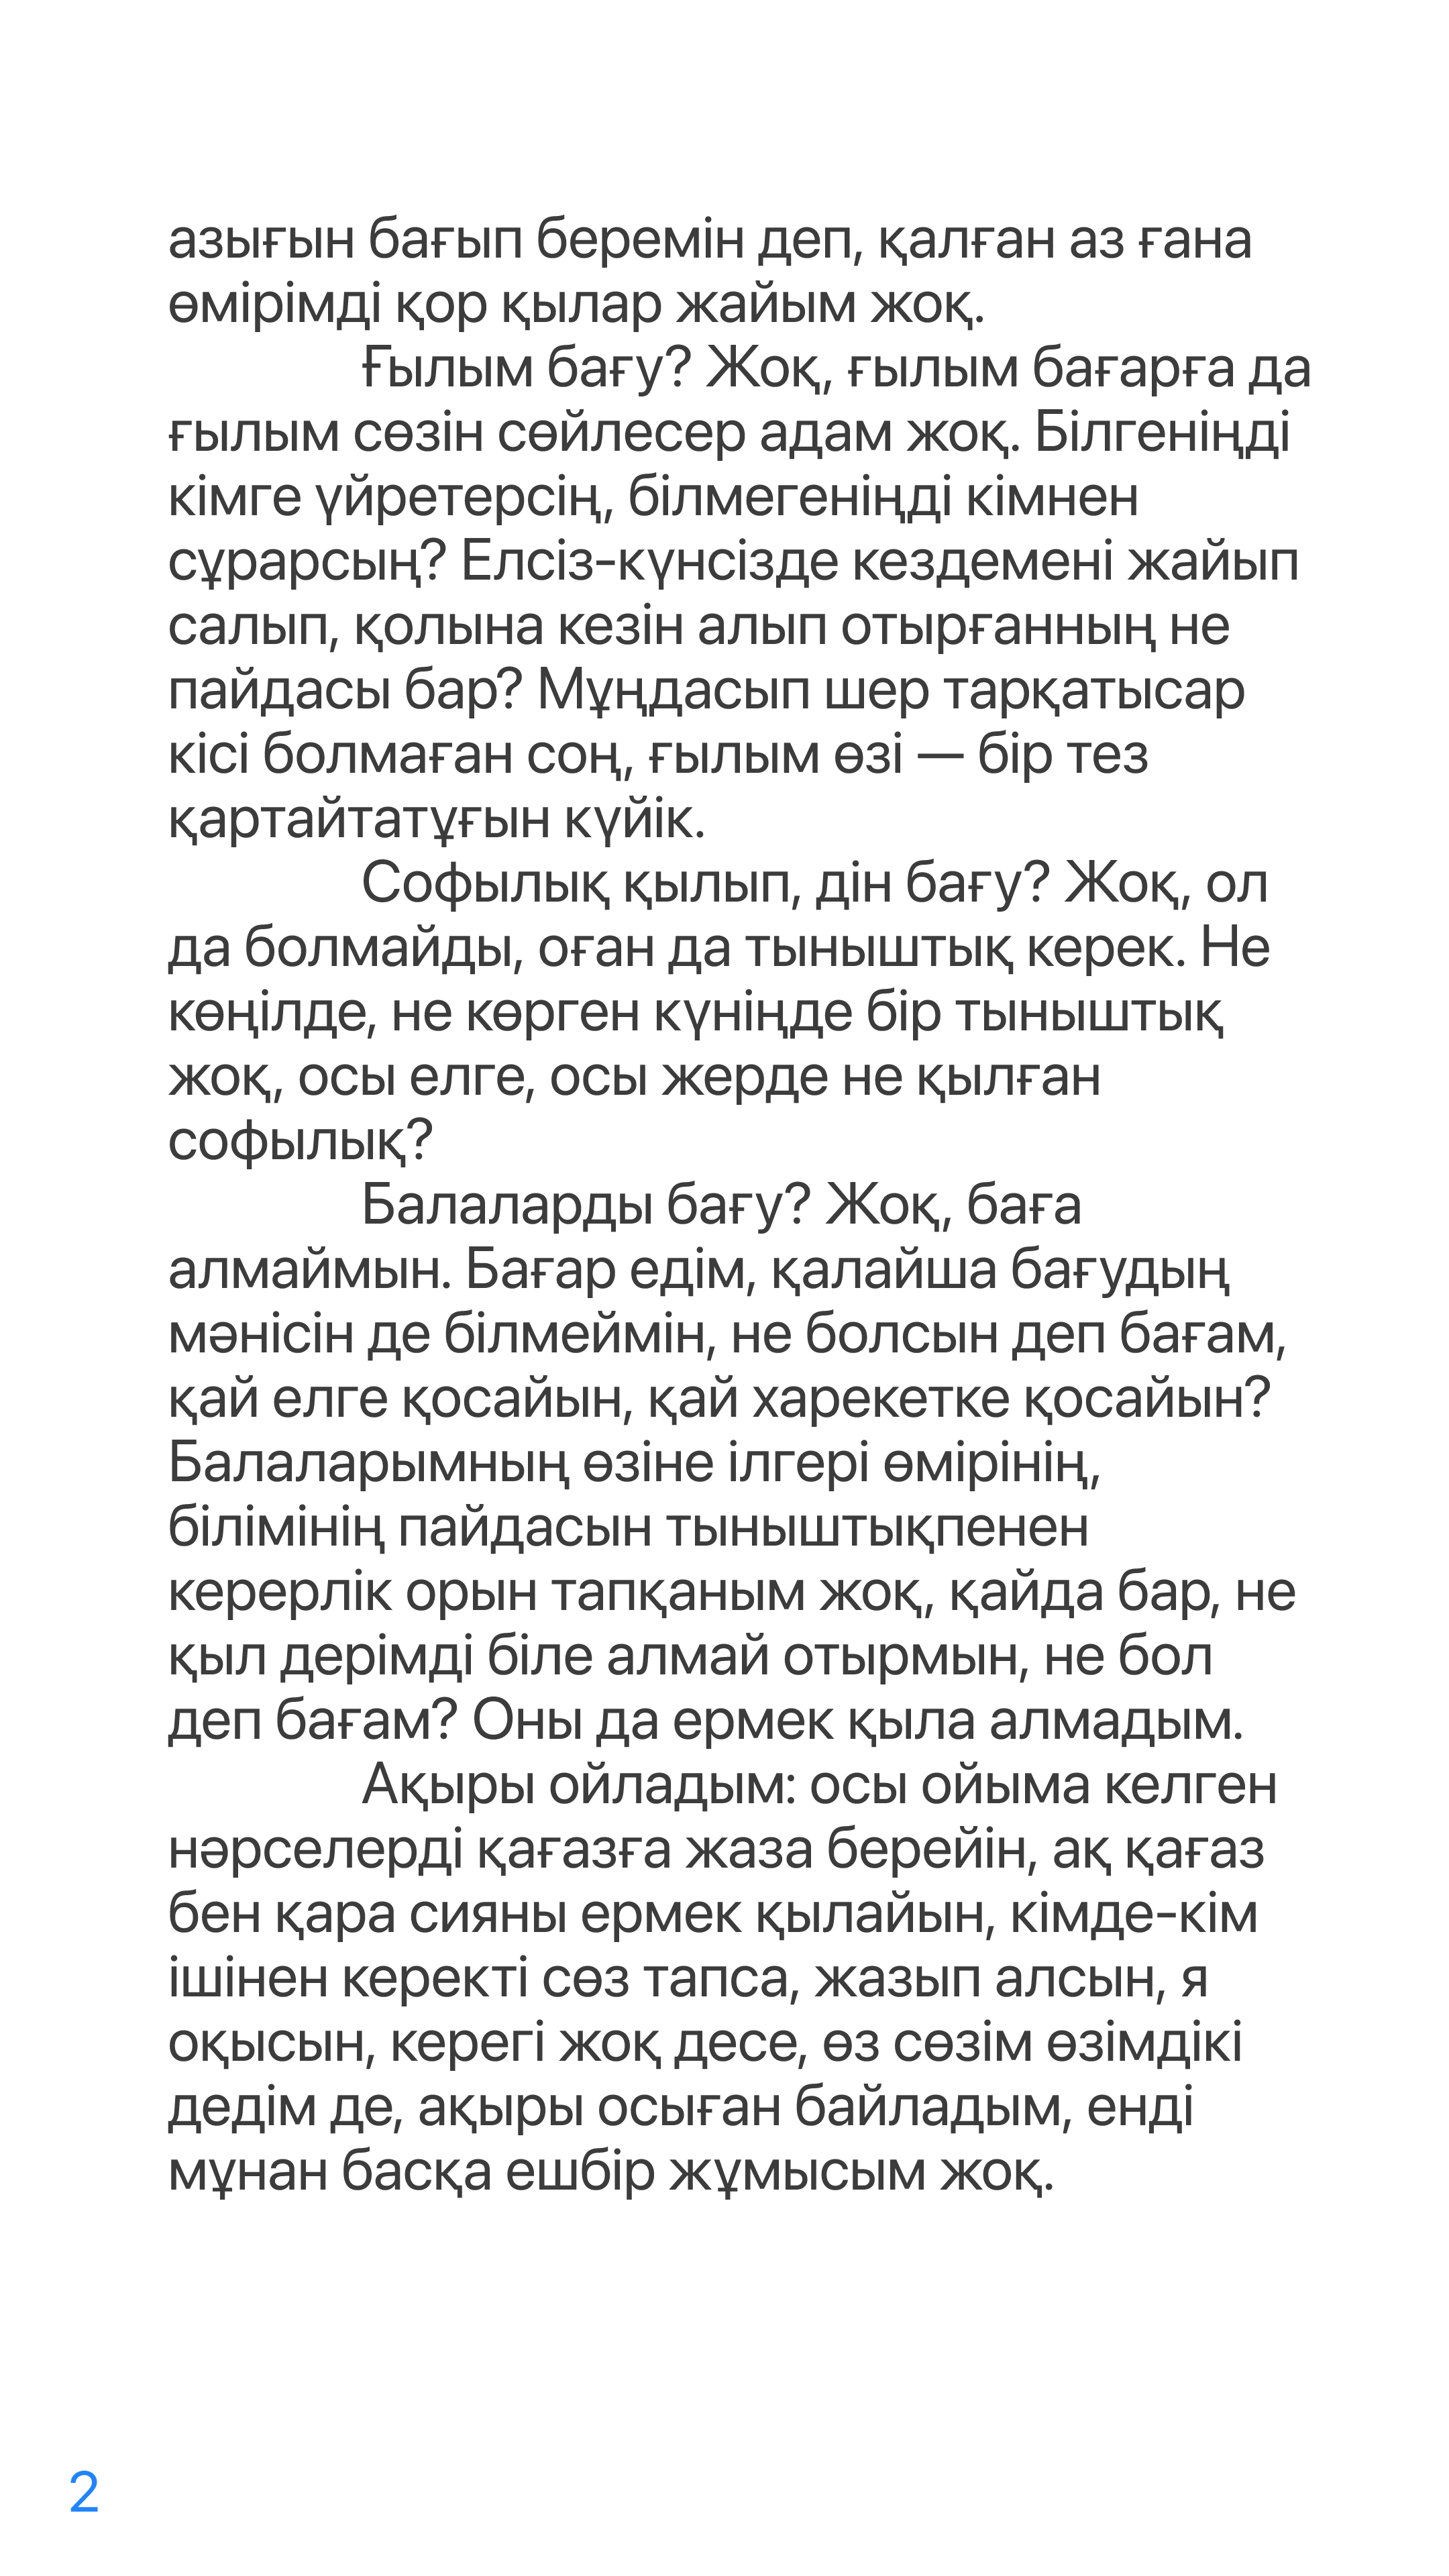 азығын бағып беремін деп, қалған аз ғана
өмірімді қор қылар жайым жоқ.
Ғылым бағу? Жоқ, ғылым бағарға да
ғылым сөзін сөйлесер адам жоқ. Білгеніңді
кімге үйретерсің, білмегеніңді кімнен
сұрарсың? Елсіз-күнсізде кездемені жайып
салып, қолына кезін алып отырғанның не
пайдасы бар? Мұңдасып шер тарқатысар
кісі болмаған соң, ғылым өзі — бір тез
қартайтатұғын күйік.
Софылық қылып, дін бағу? Жоқ, ол
да болмайды, оған да тыныштық керек. Не
көңілде, не көрген күніңде бір тыныштық
жоқ, осы елге, осы жерде не қылған
софылық?
Балаларды бағу? Жоқ, баға
алмаймын. Бағар едім, қалайша бағудың
мәнісін де білмеймін, не болсын деп бағам,
қай елге қосайын, қай харекетке қосайын?
Балаларымның өзіне ілгері өмірінің,
білімінің пайдасын тыныштықпенен
керерлік орын тапқаным жоқ, қайда бар, не
қыл дерімді біле алмай отырмын, не бол
деп бағам? Оны да ермек қыла алмадым.
Ақыры ойладым: осы ойыма келген
нәрселерді қағазға жаза берейін, ақ қағаз
бен қара сияны ермек қылайын, кімде-кім
ішінен керекті сөз тапса, жазып алсын, я
оқысын, керегі жоқ десе, өз сөзім өзімдікі
дедім де, ақыры осыған байладым, енді
мұнан басқа ешбір жұмысым жоқ.
2